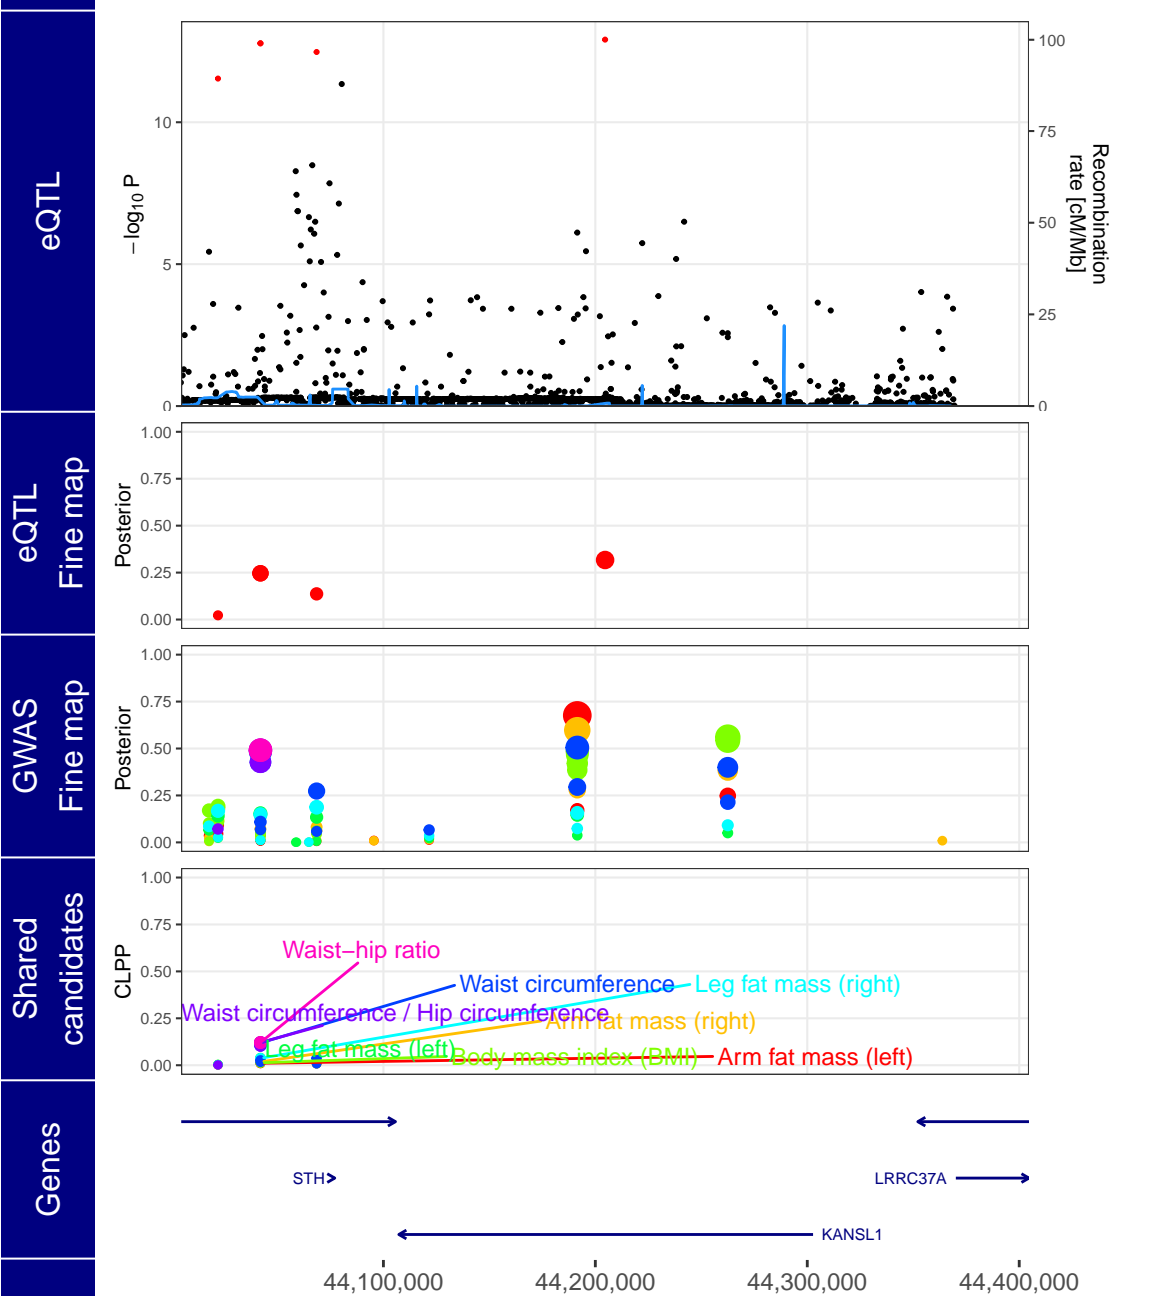 eQTL
−log10 P
10
5
0
100
75
50
25
0
Recombination
rate [cM/Mb]
eQTL
Fine map
Posterior
1.00
0.75
0.50
0.25
0.00
GWAS
Fine map
Posterior
1.00
0.75
0.50
0.25
0.00
Shared
candidates
CLPP
1.00
0.75
0.50
0.25
0.00
Waist−hip ratio
Waist circumference
Leg fat mass (right)
Waist circumference / Hip circumference
Arm fat mass (right)
Leg fat mass (left)
Body mass index (BMI)
Arm fat mass (left)
Genes
STH
LRRC37A
KANSL1
44,100,000
44,200,000
44,300,000
44,400,000